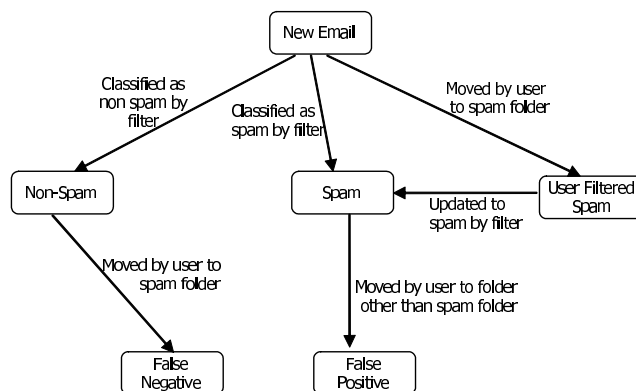 New Email
Classified as
non spam by
filter
Classified as
spam by filter
Moved by user
to spam folder
Non-Spam
Spam
User Filtered
Spam
Updated to
spam by filter
Moved by user to
spam folder
Moved by user to folder
other than spam folder
False
Negative
False
Positive